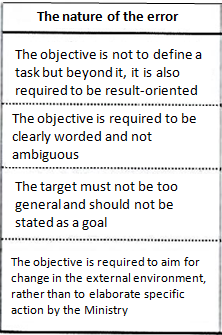 The nature of the error
The objective is not to define a
task but beyond it, it is also
required to be result-oriented
The objective is required to be
clearly worded and not
ambiguous
The target must not be too
general and should not be
stated as a goal
The objective is required to aim for
change in the external environment,
rather than to elaborate specific
action by the Ministry